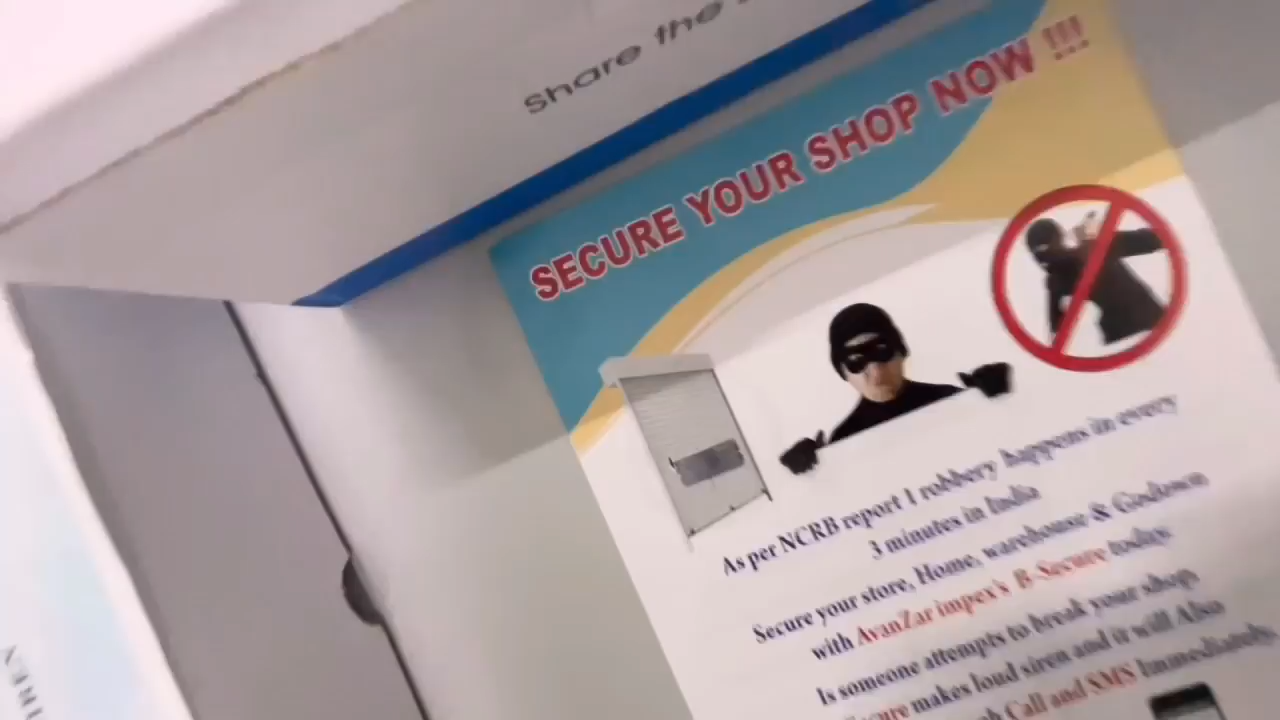 Share the
SECURE YOUR SHOP NOW !!!
As per NCRB report 1 robbery happens in every
3 minutes in India
Secure your store, Home, warehouse & Godown
with AvanZar impex's B-Secure today.
Is someone attempts to break your shop
Secure makes loud siren and it will Also
Call and SMS Immediately